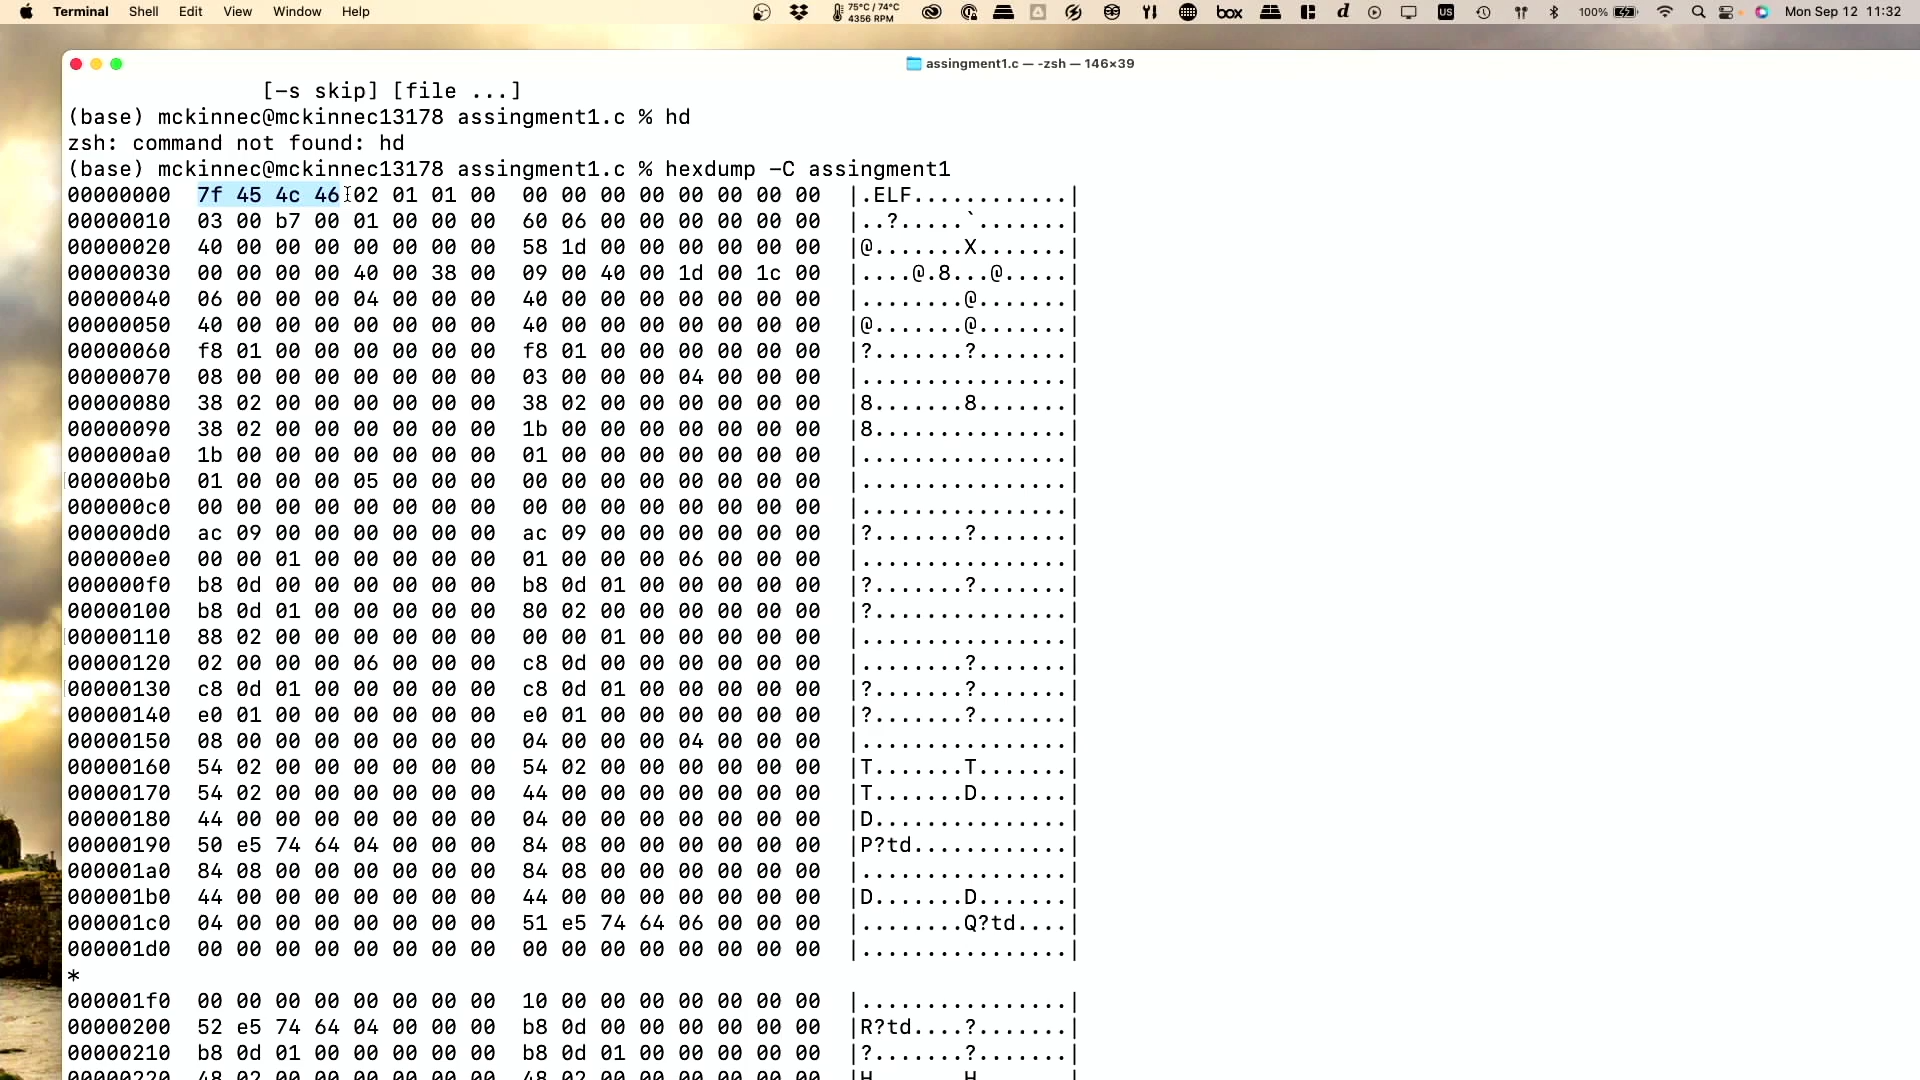 Terminal Shell Edit View Window Help 75°C / 74°C 4356 RPM box d US 100% Mon Sep 12 11:32
assingment1.c — -zsh — 146×39
[-s skip] [file ...]
(base) mckinnec@mckinnec13178 assingment1.c % hd
zsh: command not found: hd
(base) mckinnec@mckinnec13178 assingment1.c % hexdump -C assingment1
00000000  7f 45 4c 46 02 01 01 00  00 00 00 00 00 00 00 00  |.ELF............|
00000010  03 00 b7 00 01 00 00 00  60 06 00 00 00 00 00 00  |..?.....`.......|
00000020  40 00 00 00 00 00 00 00  58 1d 00 00 00 00 00 00  |@.......X.......|
00000030  00 00 00 00 40 00 38 00  09 00 40 00 1d 00 1c 00  |....@.8...@.....|
00000040  06 00 00 00 04 00 00 00  40 00 00 00 00 00 00 00  |........@.......|
00000050  40 00 00 00 00 00 00 00  40 00 00 00 00 00 00 00  |@.......@.......|
00000060  f8 01 00 00 00 00 00 00  f8 01 00 00 00 00 00 00  |?.......?.......|
00000070  08 00 00 00 00 00 00 00  03 00 00 00 04 00 00 00  |................|
00000080  38 02 00 00 00 00 00 00  38 02 00 00 00 00 00 00  |8.......8.......|
00000090  38 02 00 00 00 00 00 00  1b 00 00 00 00 00 00 00  |8...............|
000000a0  1b 00 00 00 00 00 00 00  01 00 00 00 00 00 00 00  |................|
000000b0  01 00 00 00 05 00 00 00  00 00 00 00 00 00 00 00  |................|
000000c0  00 00 00 00 00 00 00 00  00 00 00 00 00 00 00 00  |................|
000000d0  ac 09 00 00 00 00 00 00  ac 09 00 00 00 00 00 00  |?.......?.......|
000000e0  00 00 01 00 00 00 00 00  01 00 00 00 06 00 00 00  |................|
000000f0  b8 0d 00 00 00 00 00 00  b8 0d 01 00 00 00 00 00  |?.......?.......|
00000100  b8 0d 01 00 00 00 00 00  80 02 00 00 00 00 00 00  |?...............|
00000110  88 02 00 00 00 00 00 00  00 00 01 00 00 00 00 00  |................|
00000120  02 00 00 00 06 00 00 00  c8 0d 00 00 00 00 00 00  |........?.......|
00000130  c8 0d 01 00 00 00 00 00  c8 0d 01 00 00 00 00 00  |?.......?.......|
00000140  e0 01 00 00 00 00 00 00  e0 01 00 00 00 00 00 00  |?.......?.......|
00000150  08 00 00 00 00 00 00 00  04 00 00 00 04 00 00 00  |................|
00000160  54 02 00 00 00 00 00 00  54 02 00 00 00 00 00 00  |T.......T.......|
00000170  54 02 00 00 00 00 00 00  44 00 00 00 00 00 00 00  |T.......D.......|
00000180  44 00 00 00 00 00 00 00  04 00 00 00 00 00 00 00  |D...............|
00000190  50 e5 74 64 04 00 00 00  84 08 00 00 00 00 00 00  |P?td............|
000001a0  84 08 00 00 00 00 00 00  84 08 00 00 00 00 00 00  |................|
000001b0  44 00 00 00 00 00 00 00  44 00 00 00 00 00 00 00  |D.......D.......|
000001c0  04 00 00 00 00 00 00 00  51 e5 74 64 06 00 00 00  |........Q?td....|
000001d0  00 00 00 00 00 00 00 00  00 00 00 00 00 00 00 00  |................|
*
000001f0  00 00 00 00 00 00 00 00  10 00 00 00 00 00 00 00  |................|
00000200  52 e5 74 64 04 00 00 00  b8 0d 00 00 00 00 00 00  |R?td....?.......|
00000210  b8 0d 01 00 00 00 00 00  b8 0d 01 00 00 00 00 00  |?.......?.......|
00000220  48 02 00 00 00 00 00 00  48 02 00 00 00 00 00 00  |H.......H.......|